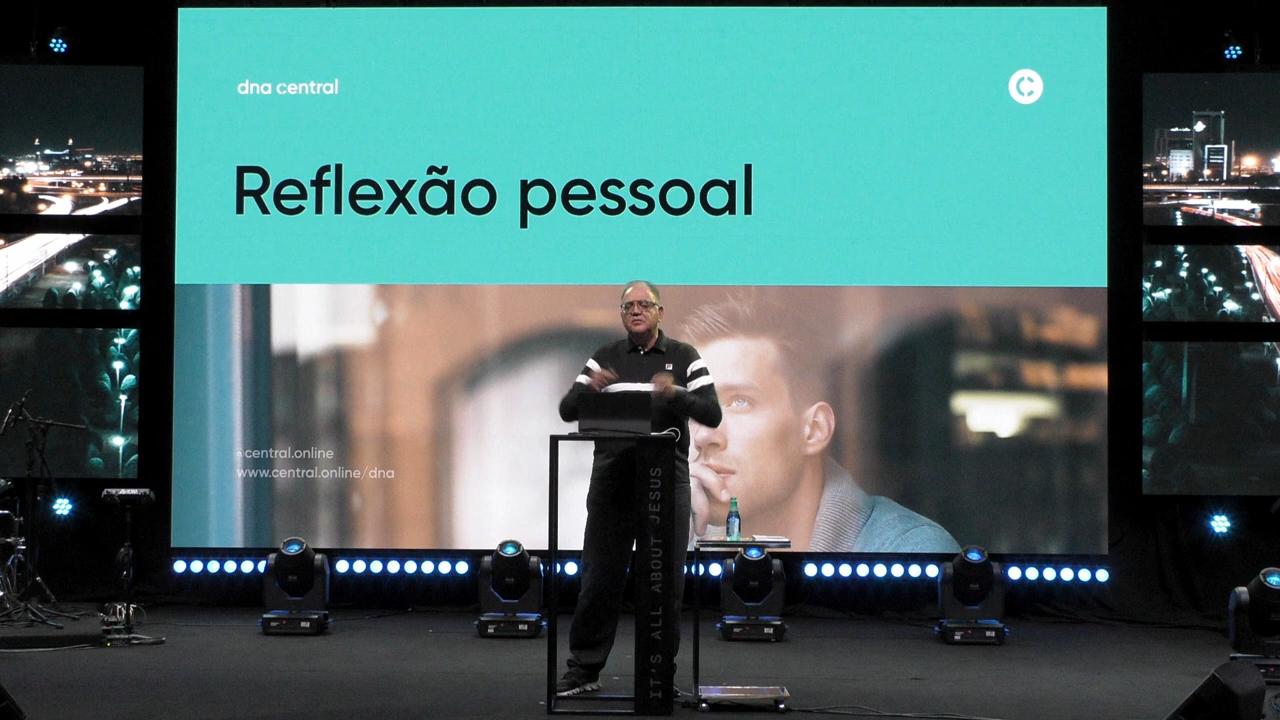 dna central
Reflexão pessoal
central.online
www.central.online/dna
IT'S ALL ABOUT JESUS